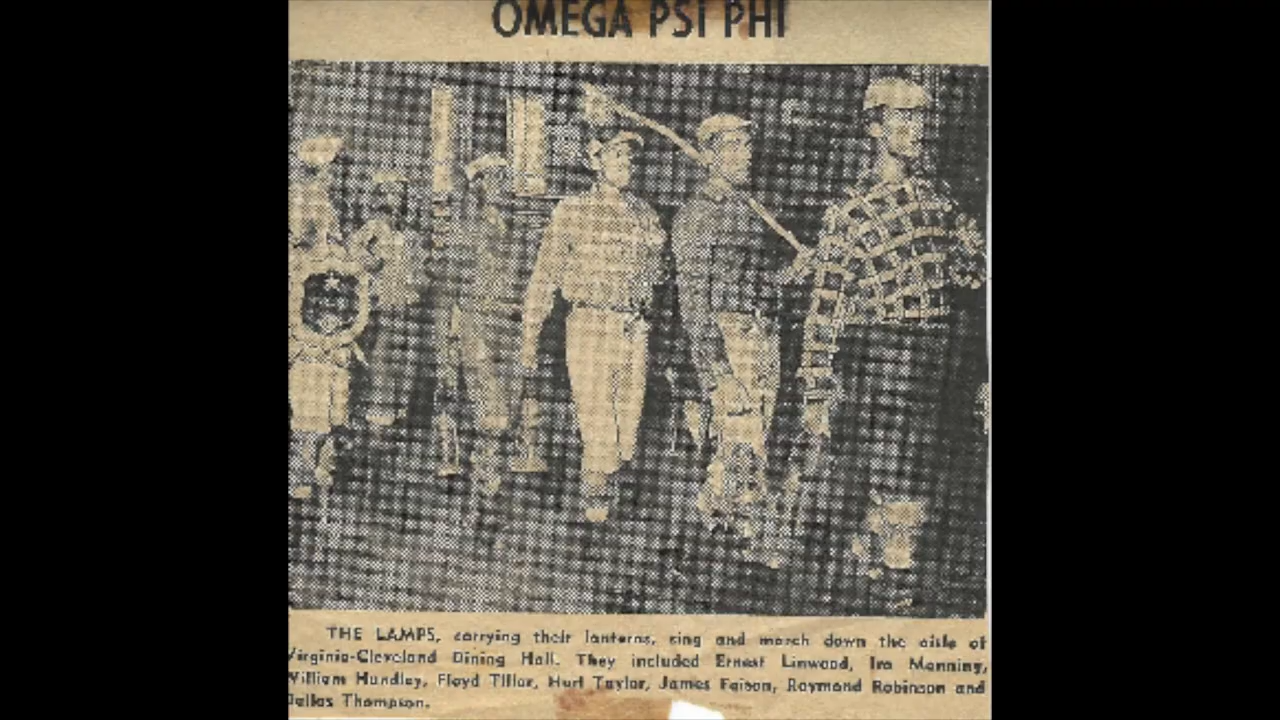 OMEGA PSI PHI
THE LAMPS, carrying their lanterns, sing and march down the aisle of
Virginia-Cleveland Dining Hall. They included Ernest Linwood, Ira Manning,
William Hundley, Floyd Tillar, Hurl Taylor, James Faison, Raymond Robinson and
Dallas Thompson.